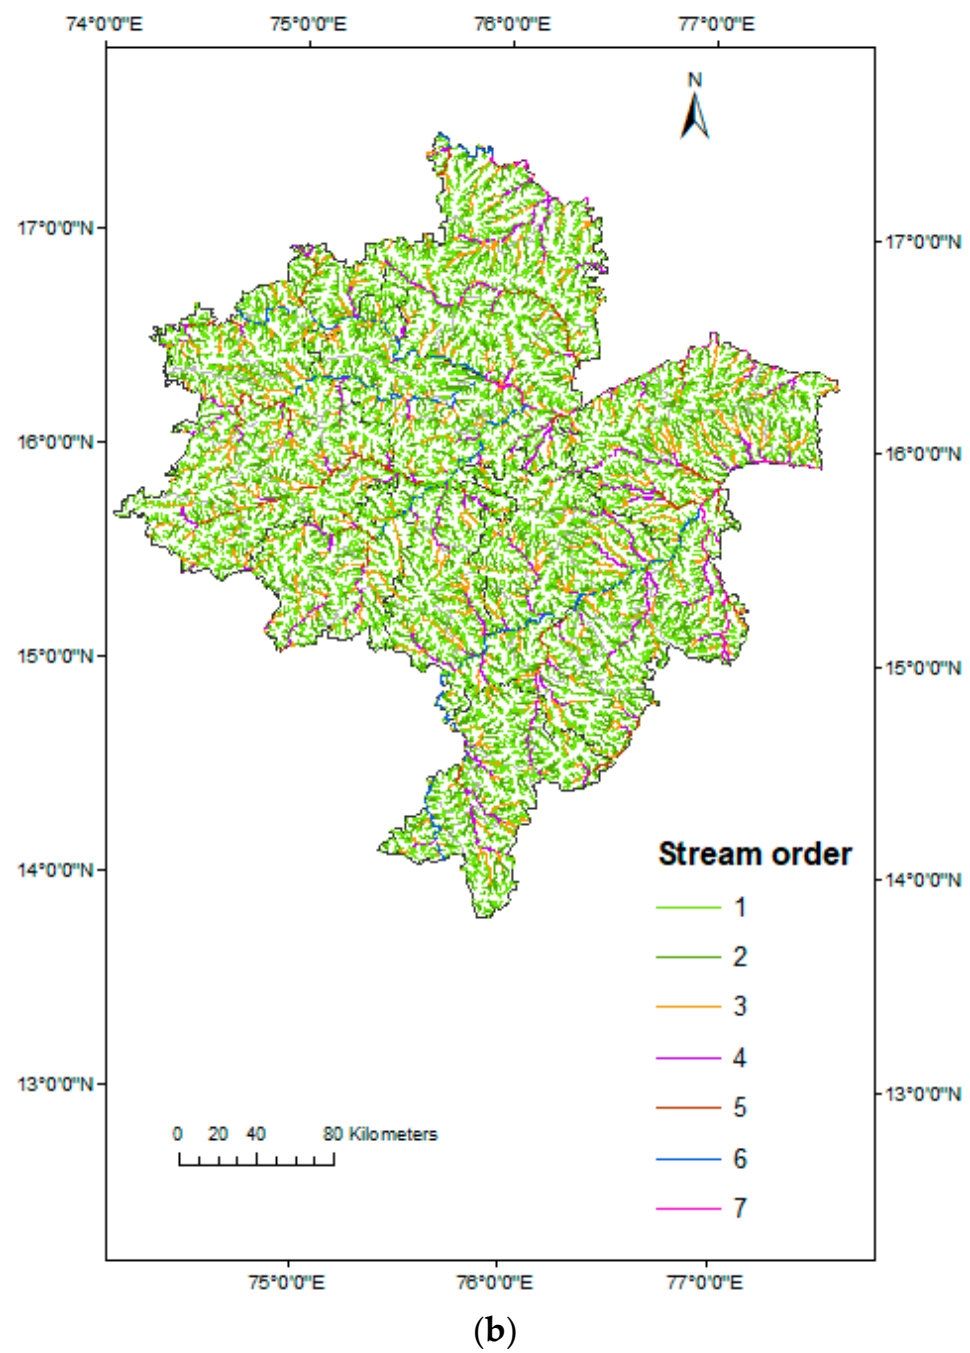 74°0'0"E 75°0'0"E 76°0'0"E 77°0'0"E
N
17°0'0"N 17°0'0"N
16°0'0"N 16°0'0"N
15°0'0"N 15°0'0"N
Stream order
14°0'0"N 14°0'0"N
1
2
3
4
13°0'0"N 13°0'0"N
5
0 20 40 80 Kilometers
6
7
75°0'0"E 76°0'0"E 77°0'0"E
(b)